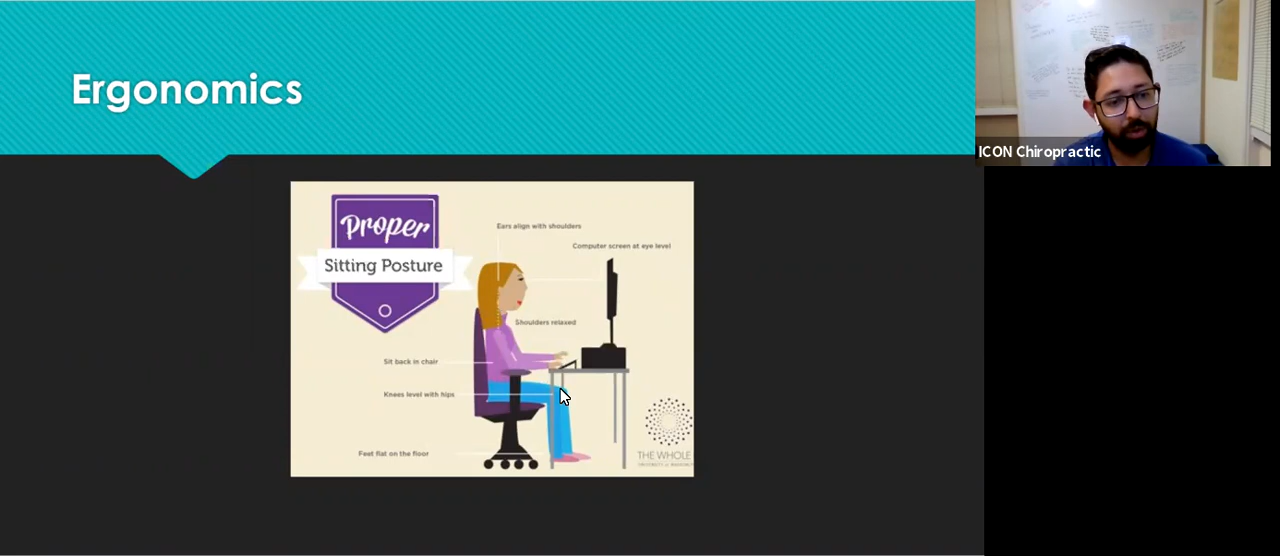 Ergonomics
ICON Chiropractic
Proper
Sitting Posture
Ears align with shoulders
Computer screen at eye level
Shoulders relaxed
Sit back in chair
Knees level with hips
Feet flat on the floor
THE WHOLE